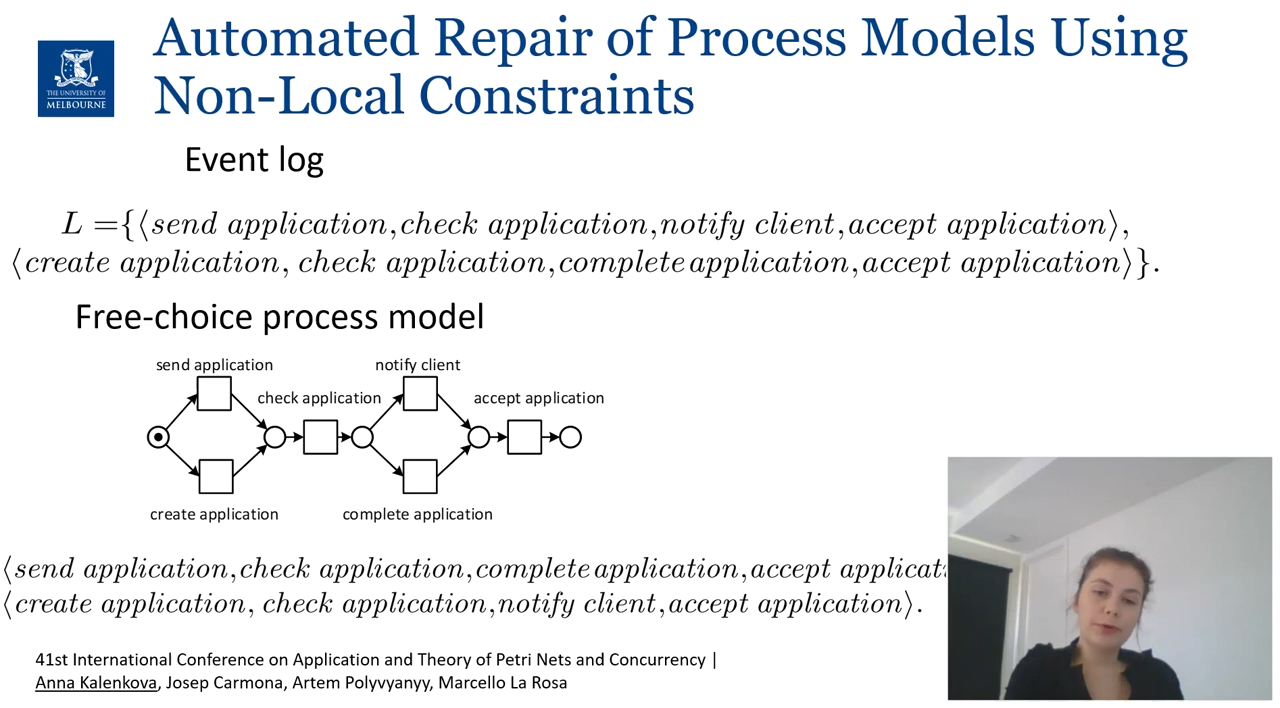 Automated Repair of Process Models Using
Non-Local Constraints
THE UNIVERSITY OF
MELBOURNE
Event log
L ={⟨send application,check application,notify client,accept application⟩,
⟨create application, check application,complete application,accept application⟩}.
Free-choice process model
send application
notify client
check application
accept application
create application
complete application
⟨send application,check application,complete application,accept
⟨create application, check application,notify client,accept application⟩.
41st International Conference on Application and Theory of Petri Nets and Concurrency |
Anna Kalenkova, Josep Carmona, Artem Polyvyanyy, Marcello La Rosa